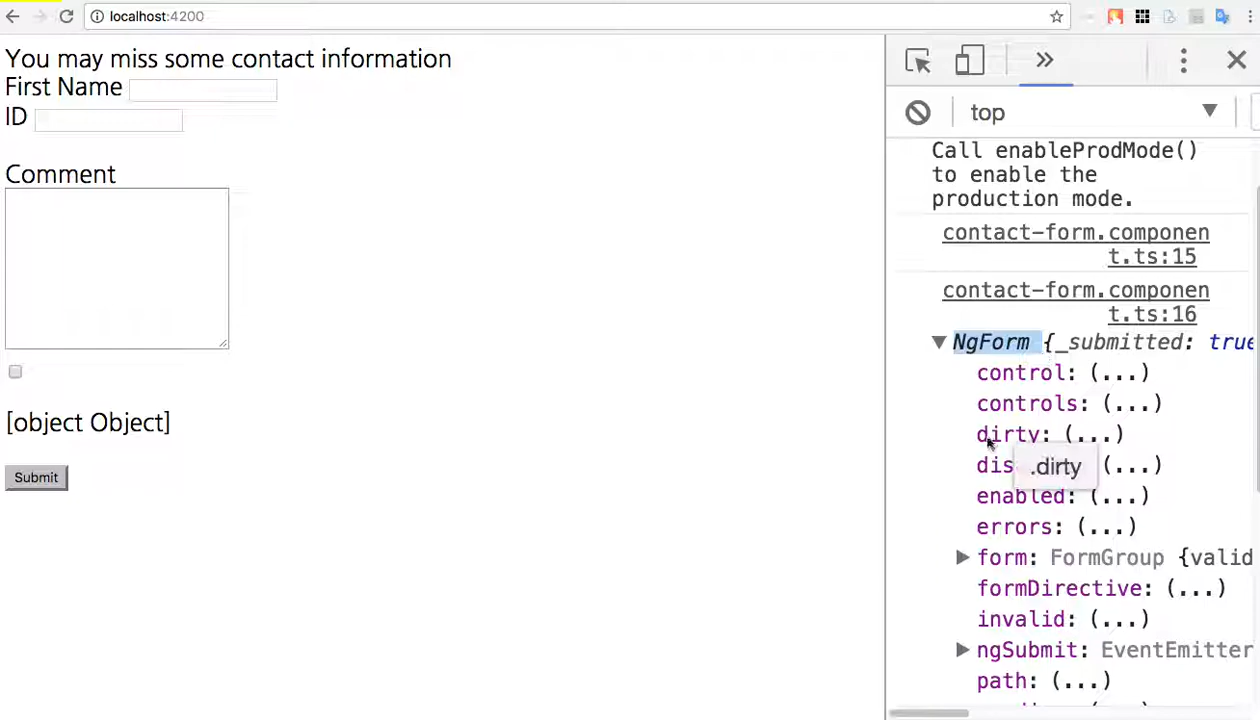 localhost:4200
You may miss some contact information
First Name
ID
Comment
[object Object]
Submit
top
Call enableProdMode()
to enable the
production mode.
contact-form.componen
t.ts:15
contact-form.componen
t.ts:16
NgForm {_submitted: true
control: (...)
controls: (...)
dirty: (...)
.dirty
dis (...)
enabled: (...)
errors: (...)
form: FormGroup {valid
formDirective: (...)
invalid: (...)
ngSubmit: EventEmitter
path: (...)